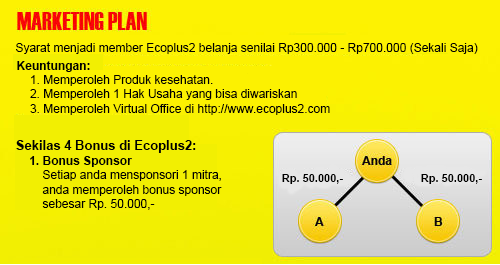 MARKETING PLAN
Syarat menjadi member Ecoplus2 belanja senilai Rp300.000 - Rp700.000 (Sekali Saja)
Keuntungan:
1. Memperoleh Produk kesehatan.
2. Memperoleh 1 Hak Usaha yang bisa diwariskan
3. Memperoleh Virtual Office di http://www.ecoplus2.com
Sekilas 4 Bonus di Ecoplus2:
1. Bonus Sponsor
Setiap anda mensponsori 1 mitra,
anda memperoleh bonus sponsor
sebesar Rp. 50.000,-
Anda
Rp. 50.000,- Rp. 50.000,-
A B